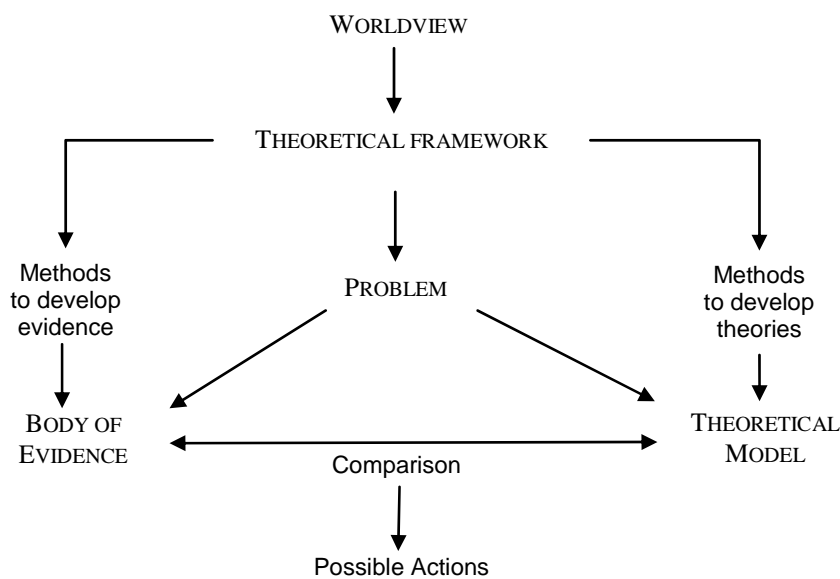 WORLDVIEW
THEORETICAL FRAMEWORK
Methods
to develop
evidence
PROBLEM
Methods
to develop
theories
BODY OF
EVIDENCE
THEORETICAL
MODEL
Comparison
Possible Actions